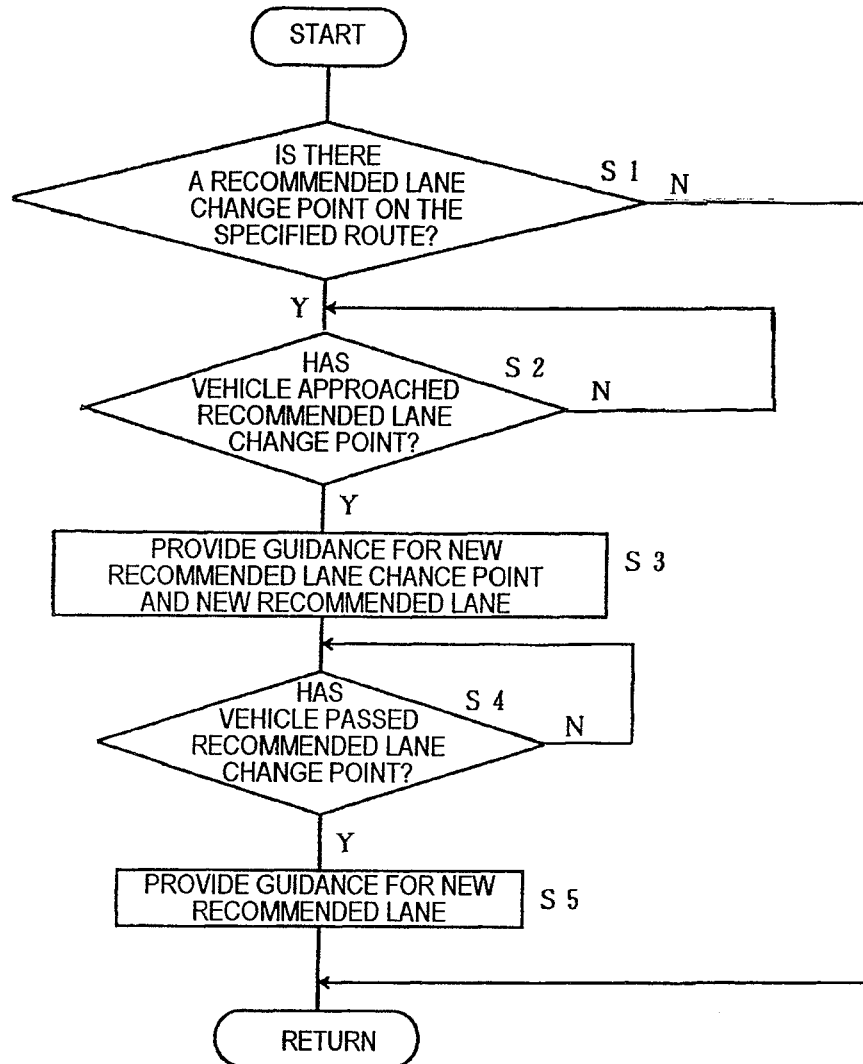 START
IS THERE
A RECOMMENDED LANE
CHANGE POINT ON THE
SPECIFIED ROUTE?
S 1
N
Y
HAS
VEHICLE APPROACHED
RECOMMENDED LANE
CHANGE POINT?
S 2
N
Y
PROVIDE GUIDANCE FOR NEW
RECOMMENDED LANE CHANCE POINT
AND NEW RECOMMENDED LANE
S 3
HAS
VEHICLE PASSED
RECOMMENDED LANE
CHANGE POINT?
S 4
N
Y
PROVIDE GUIDANCE FOR NEW
RECOMMENDED LANE
S 5
RETURN